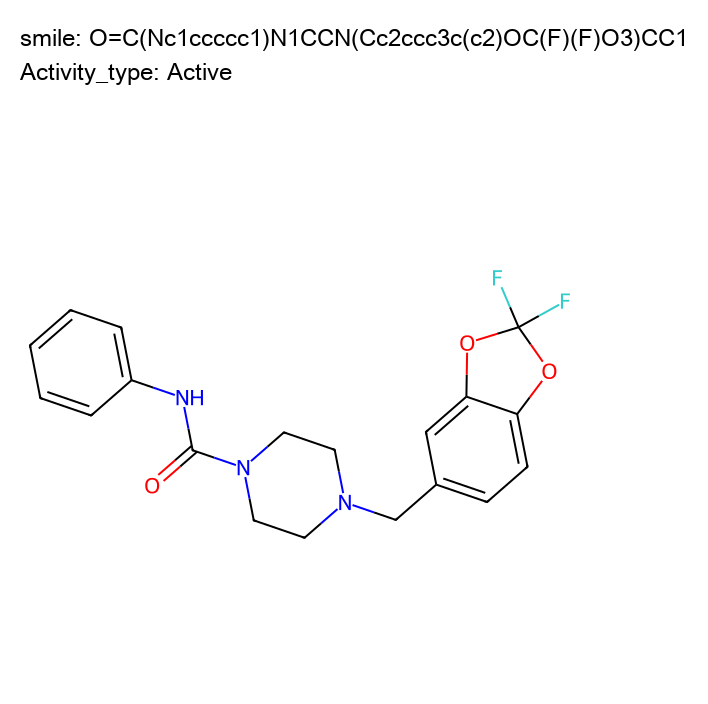 smile: O=C(Nc1ccccc1)N1CCN(Cc2ccc3c(c2)OC(F)(F)O3)CC1
Activity_type: Active
F
F
O
O
NH
O
N
N